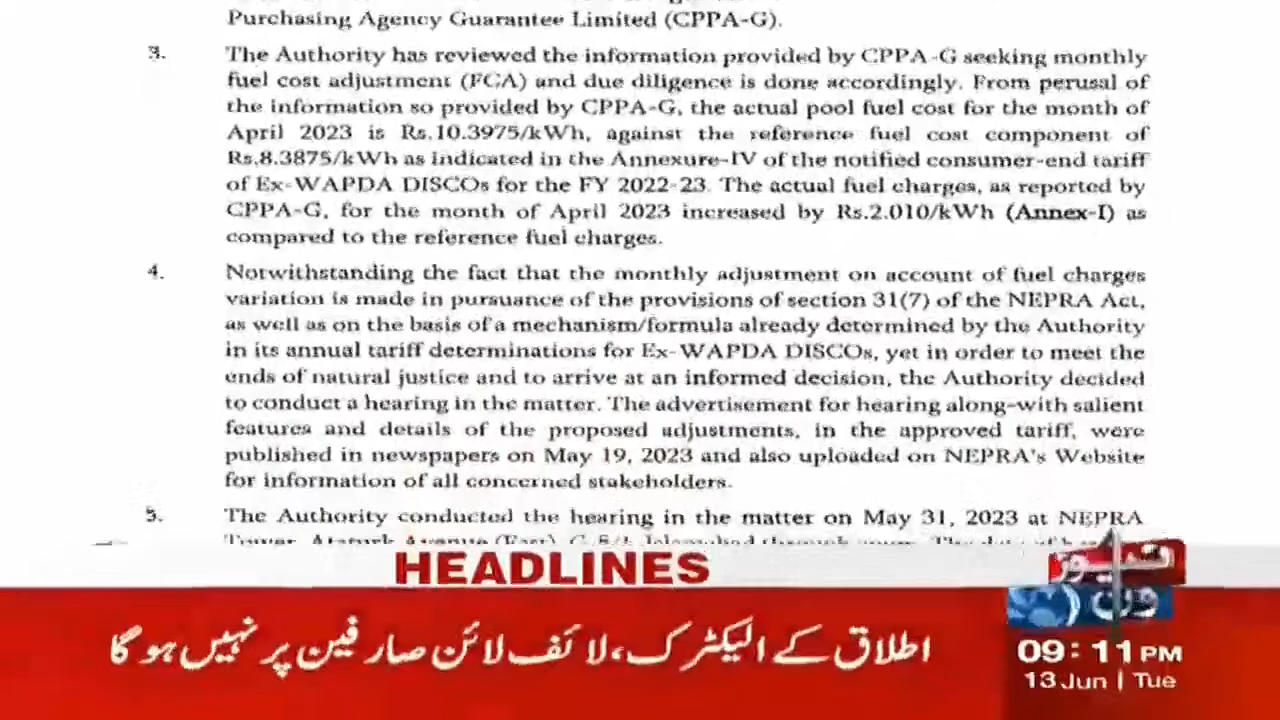 Purchasing Agency Guarantee Limited (CPPA-G).
3. The Authority has reviewed the information provided by CPPA-G seeking monthly
fuel cost adjustment (FCA) and due diligence is done accordingly. From perusal of
the information so provided by CPPA-G, the actual pool fuel cost for the month of
April 2023 is Rs.10.3975/kWh, against the reference fuel cost component of
Rs.8.3875/kWh as indicated in the Annexure-IV of the notified consumer-end tariff
of Ex-WAPDA DISCOs for the FY 2022-23. The actual fuel charges, as reported by
CPPA-G, for the month of April 2023 increased by Rs.2.010/kWh (Annex-I) as
compared to the reference fuel charges.
4. Notwithstanding the fact that the monthly adjustment on account of fuel charges
variation is made in pursuance of the provisions of section 31(7) of the NEPRA Act,
as well as on the basis of a mechanism/formula already determined by the Authority
in its annual tariff determinations for Ex-WAPDA DISCOs, yet in order to meet the
ends of natural justice and to arrive at an informed decision, the Authority decided
to conduct a hearing in the matter. The advertisement for hearing along-with salient
features and details of the proposed adjustments, in the approved tariff, were
published in newspapers on May 19, 2023 and also uploaded on NEPRA's Website
for information of all concerned stakeholders.
5. The Authority conducted the hearing in the matter on May 31, 2023 at NEPRA
HEADLINES
نیوز
ون
اطلاق کے الیکٹرک، لائف لائن صارفین پر نہیں ہو گا
09:11 PM
13 Jun | Tue